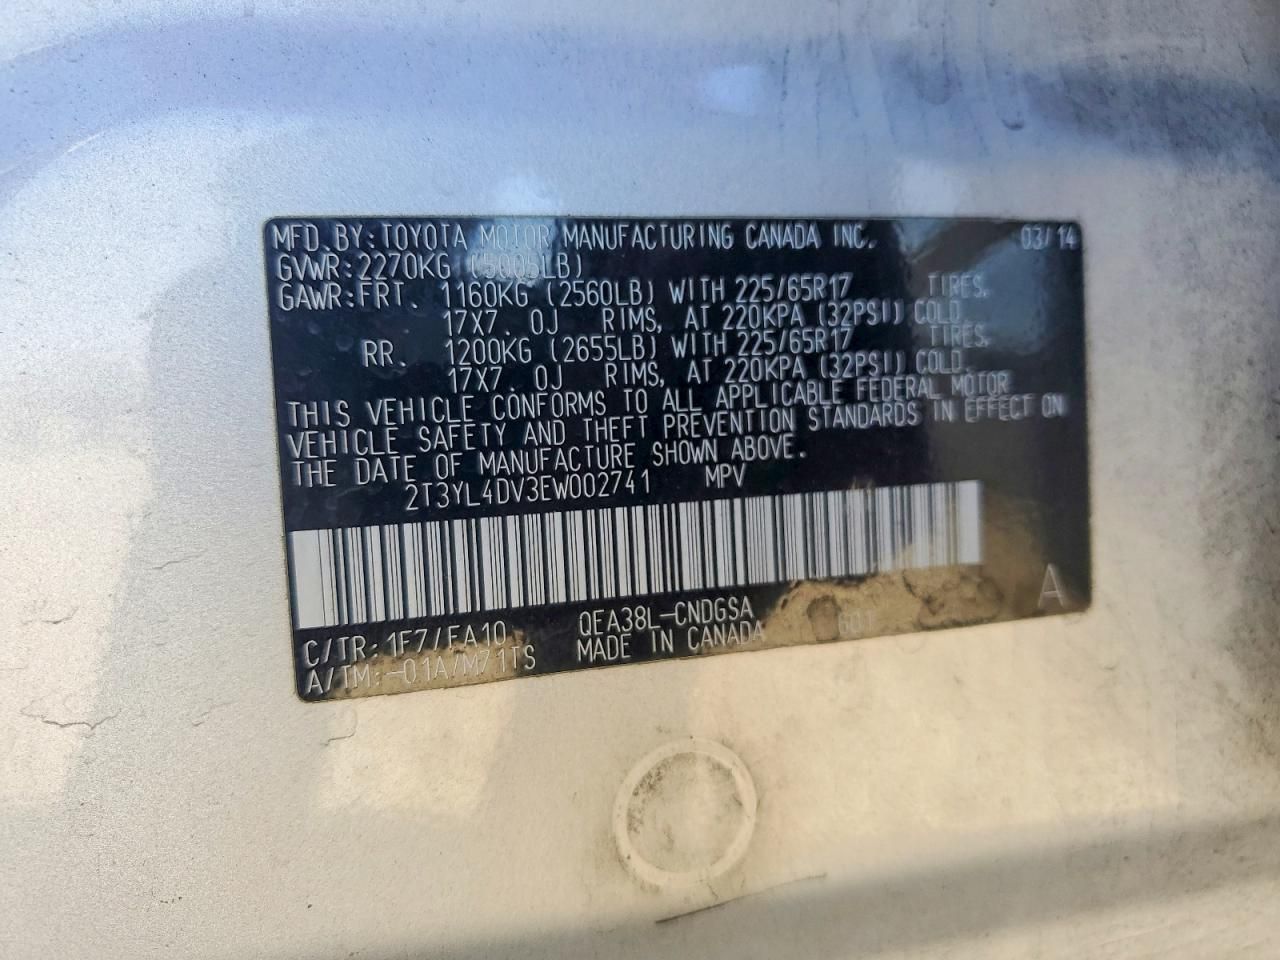 MFD. BY: TOYOTA MOTOR MANUFACTURING CANADA INC. 03/14
GVWR: 2270KG (5005LB)
GAWR: FRT. 1160KG (2560LB) WITH 225/65R17 TIRES,
17X7.0J RIMS, AT 220KPA (32PSI) COLD.
RR. 1200KG (2655LB) WITH 225/65R17 TIRES,
17X7.0J RIMS, AT 220KPA (32PSI) COLD.
THIS VEHICLE CONFORMS TO ALL APPLICABLE FEDERAL MOTOR
VEHICLE SAFETY AND THEFT PREVENTION STANDARDS IN EFFECT ON
THE DATE OF MANUFACTURE SHOWN ABOVE.
2T3YL4DV3EW002741 MPV
C/TR: 1F7/FA10 QEA38L-CNDGSA
A/TM: -01A/M71TS MADE IN CANADA A